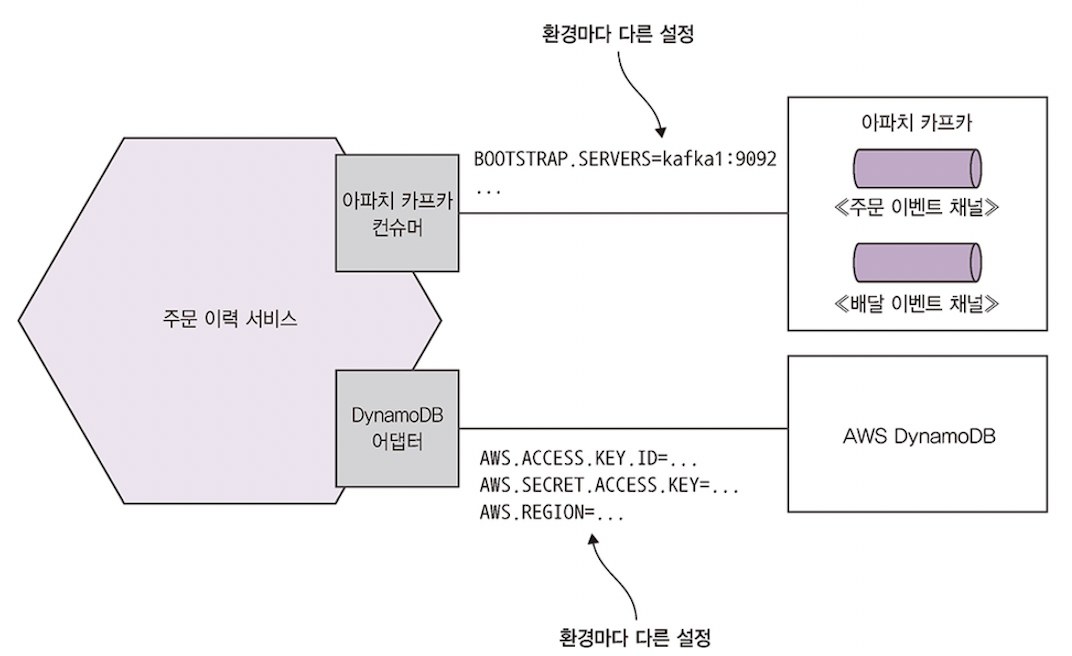 환경마다 다른 설정
BOOTSTRAP.SERVERS=kafka1:9092
...
아파치 카프카
컨슈머
아파치 카프카
≪주문 이벤트 채널≫
≪배달 이벤트 채널≫
주문 이력 서비스
DynamoDB
어댑터
AWS DynamoDB
AWS.ACCESS.KEY.ID=...
AWS.SECRET.ACCESS.KEY=...
AWS.REGION=...
환경마다 다른 설정